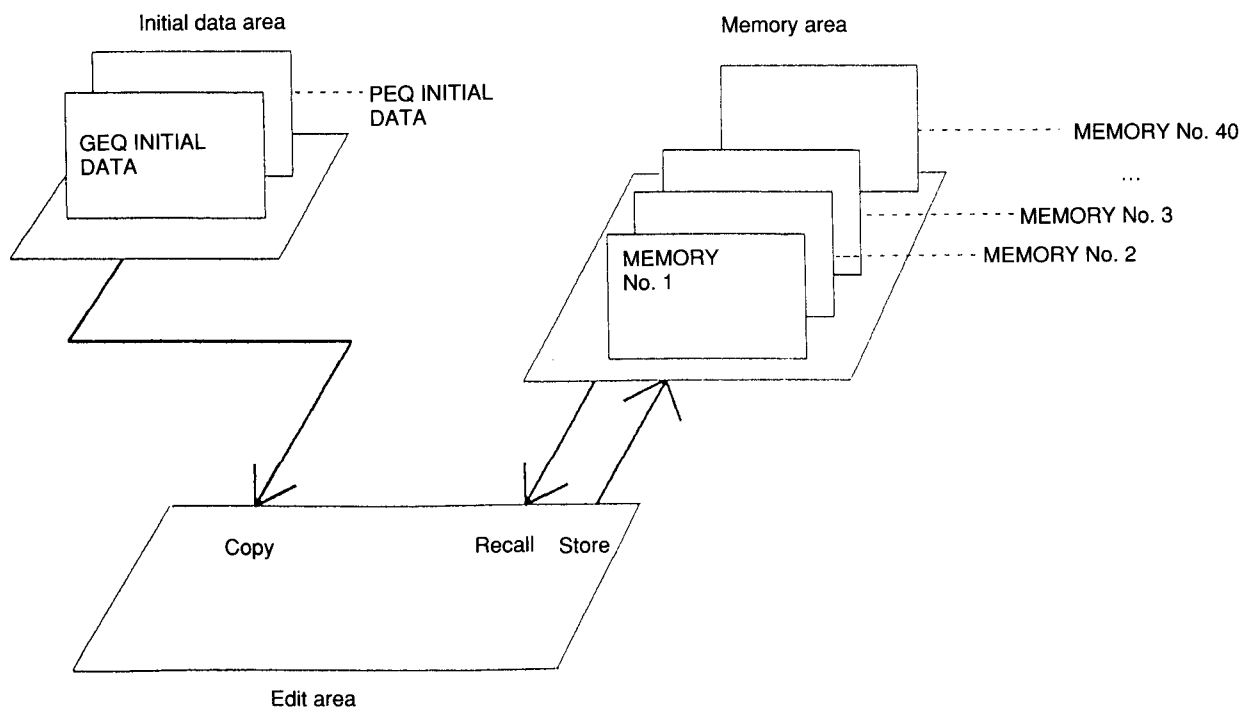 Initial data area
Memory area
PEQ INITIAL
DATA
GEQ INITIAL
DATA
MEMORY No. 40
...
MEMORY No. 3
MEMORY No. 2
MEMORY
No. 1
Copy
Recall
Store
Edit area